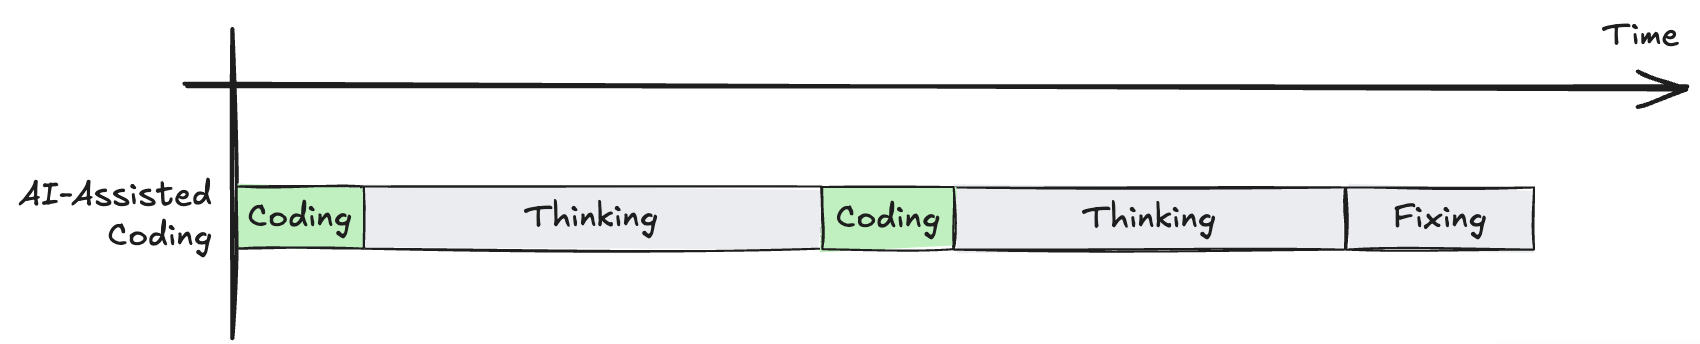 Time
AI-Assisted
Coding
Coding
Thinking
Coding
Thinking
Fixing